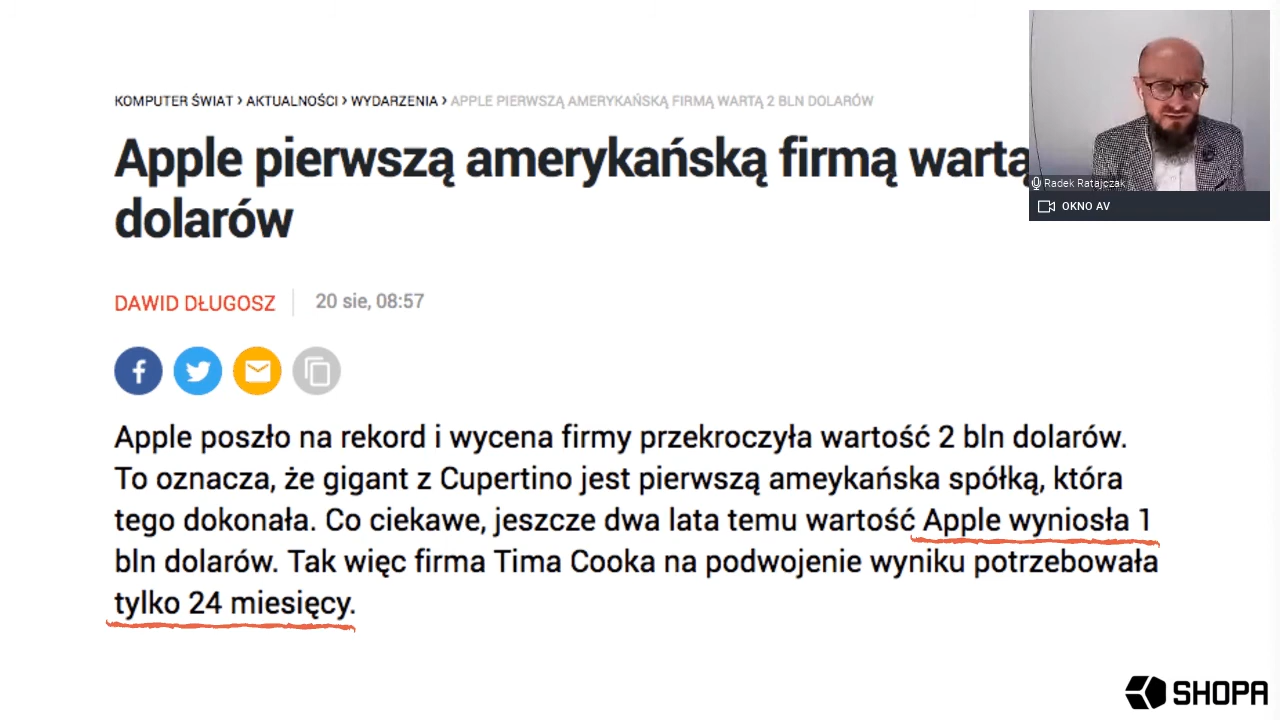 KOMPUTER ŚWIAT › AKTUALNOŚCI › WYDARZENIA › APPLE PIERWSZĄ AMERYKAŃSKĄ FIRMĄ WARTĄ 2 BLN DOLARÓW
Apple pierwszą amerykańską firmą wartą
dolarów
DAWID DŁUGOSZ
20 sie, 08:57
Apple poszło na rekord i wycena firmy przekroczyła wartość 2 bln dolarów.
To oznacza, że gigant z Cupertino jest pierwszą ameykańska spółką, która
tego dokonała. Co ciekawe, jeszcze dwa lata temu wartość Apple wyniosła 1
bln dolarów. Tak więc firma Tima Cooka na podwojenie wyniku potrzebowała
tylko 24 miesięcy.
Radek Ratajczak
OKNO AV
SHOPA